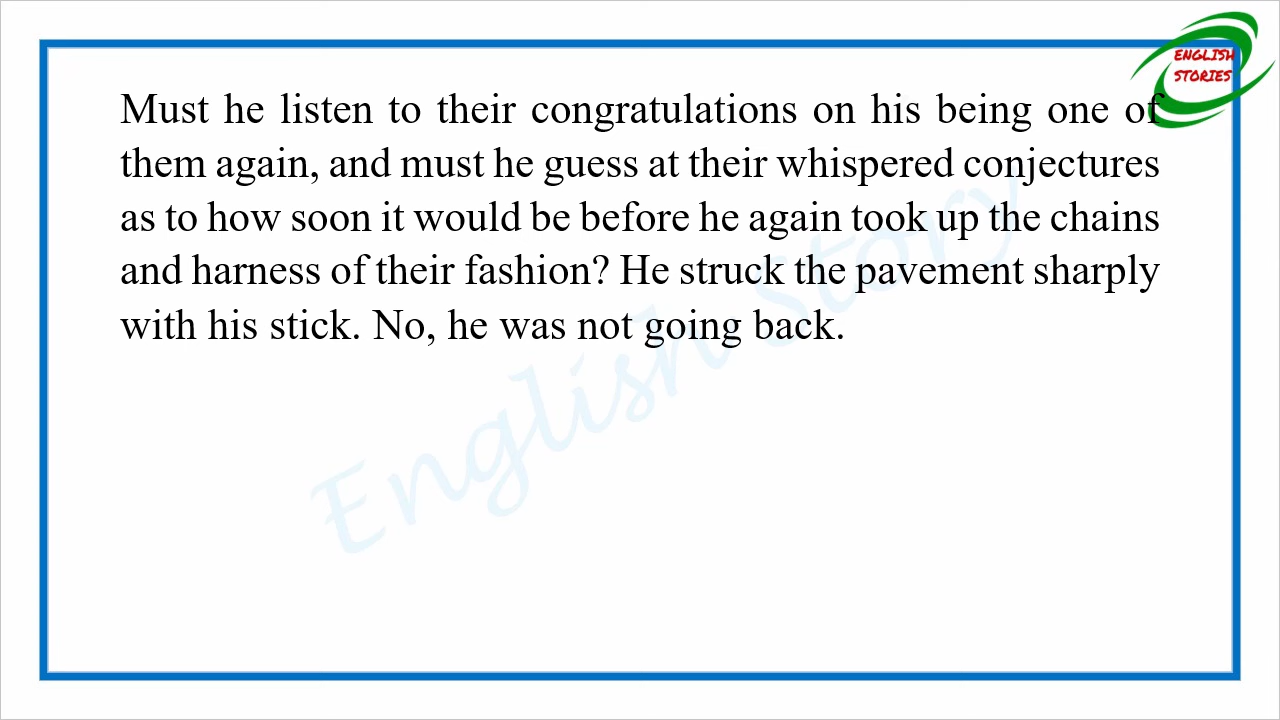 ENGLISH
STORIES
Must he listen to their congratulations on his being one of
them again, and must he guess at their whispered conjectures
as to how soon it would be before he again took up the chains
and harness of their fashion? He struck the pavement sharply
with his stick. No, he was not going back.
English Story